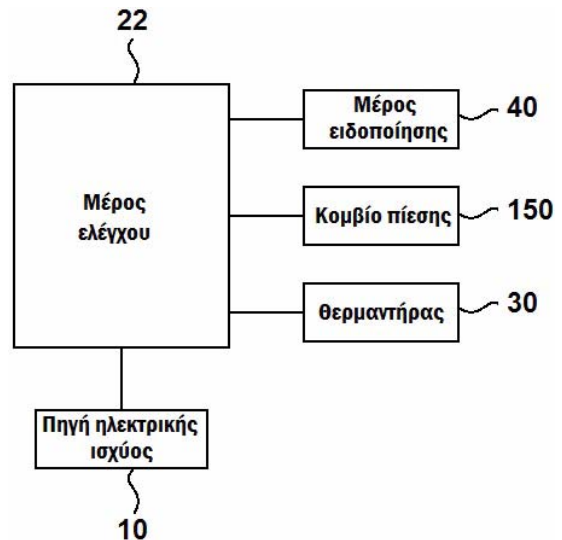 22
Μέρος
ειδοποίησης
40
Μέρος
ελέγχου
Κομβίο πίεσης
150
Θερμαντήρας
30
Πηγή ηλεκτρικής
ισχύος
10